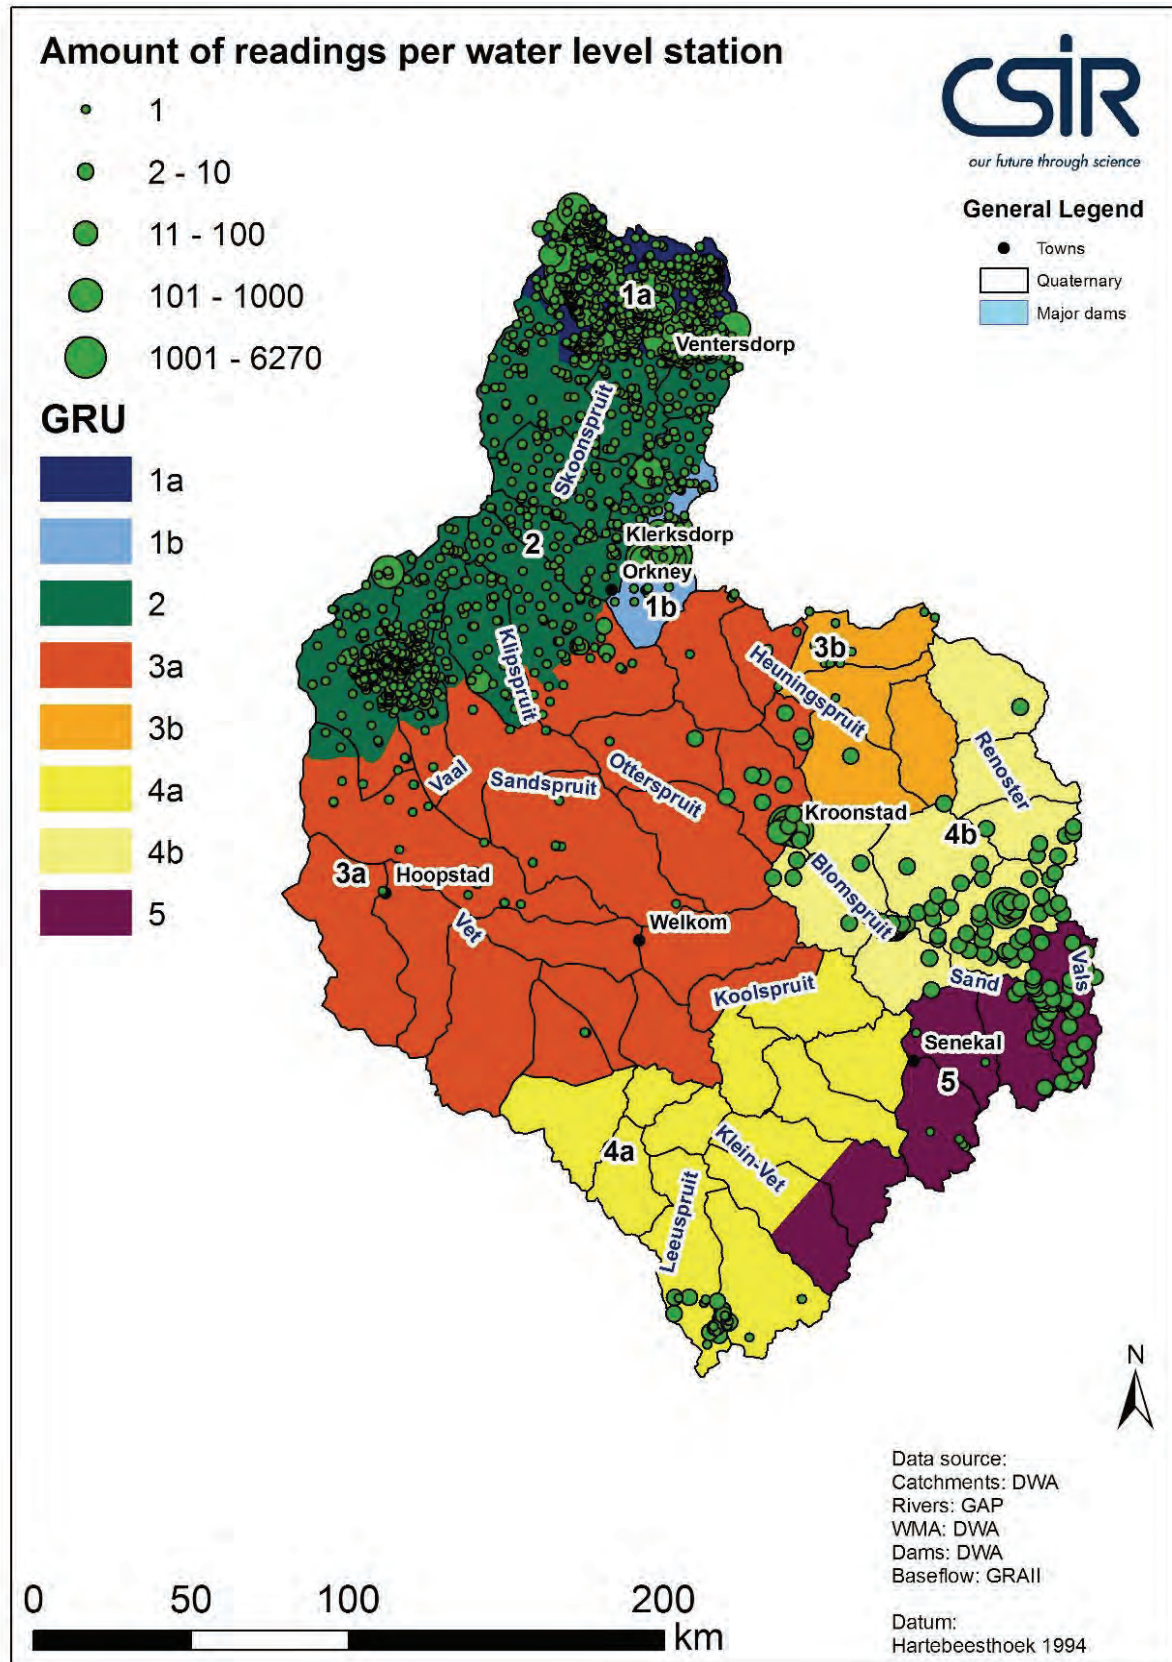 Amount of readings per water level station
1
2 - 10
11 - 100
101 - 1000
1001 - 6270
GRU
1a
1b
2
3a
3b
4a
4b
5
CSIR
our future through science
General Legend
Towns
Quaternary
Major dams
1a
Ventersdorp
Skoonspruit
Klerksdorp
2
Orkney
1b
3b
Klipspruit
Heuningspruit
Renoster
Vaal
Sandspruit
Otterspruit
Kroonstad
4b
3a
Hoopstad
Blomspruit
Vet
Welkom
Vals
Koolspruit
Sand
Senekal
5
4a
Klein-Vet
Leeuspruit
N
Data source:
Catchments: DWA
Rivers: GAP
WMA: DWA
Dams: DWA
Baseflow: GRAII
Datum:
Hartebeesthoek 1994
0 50 100 200
km